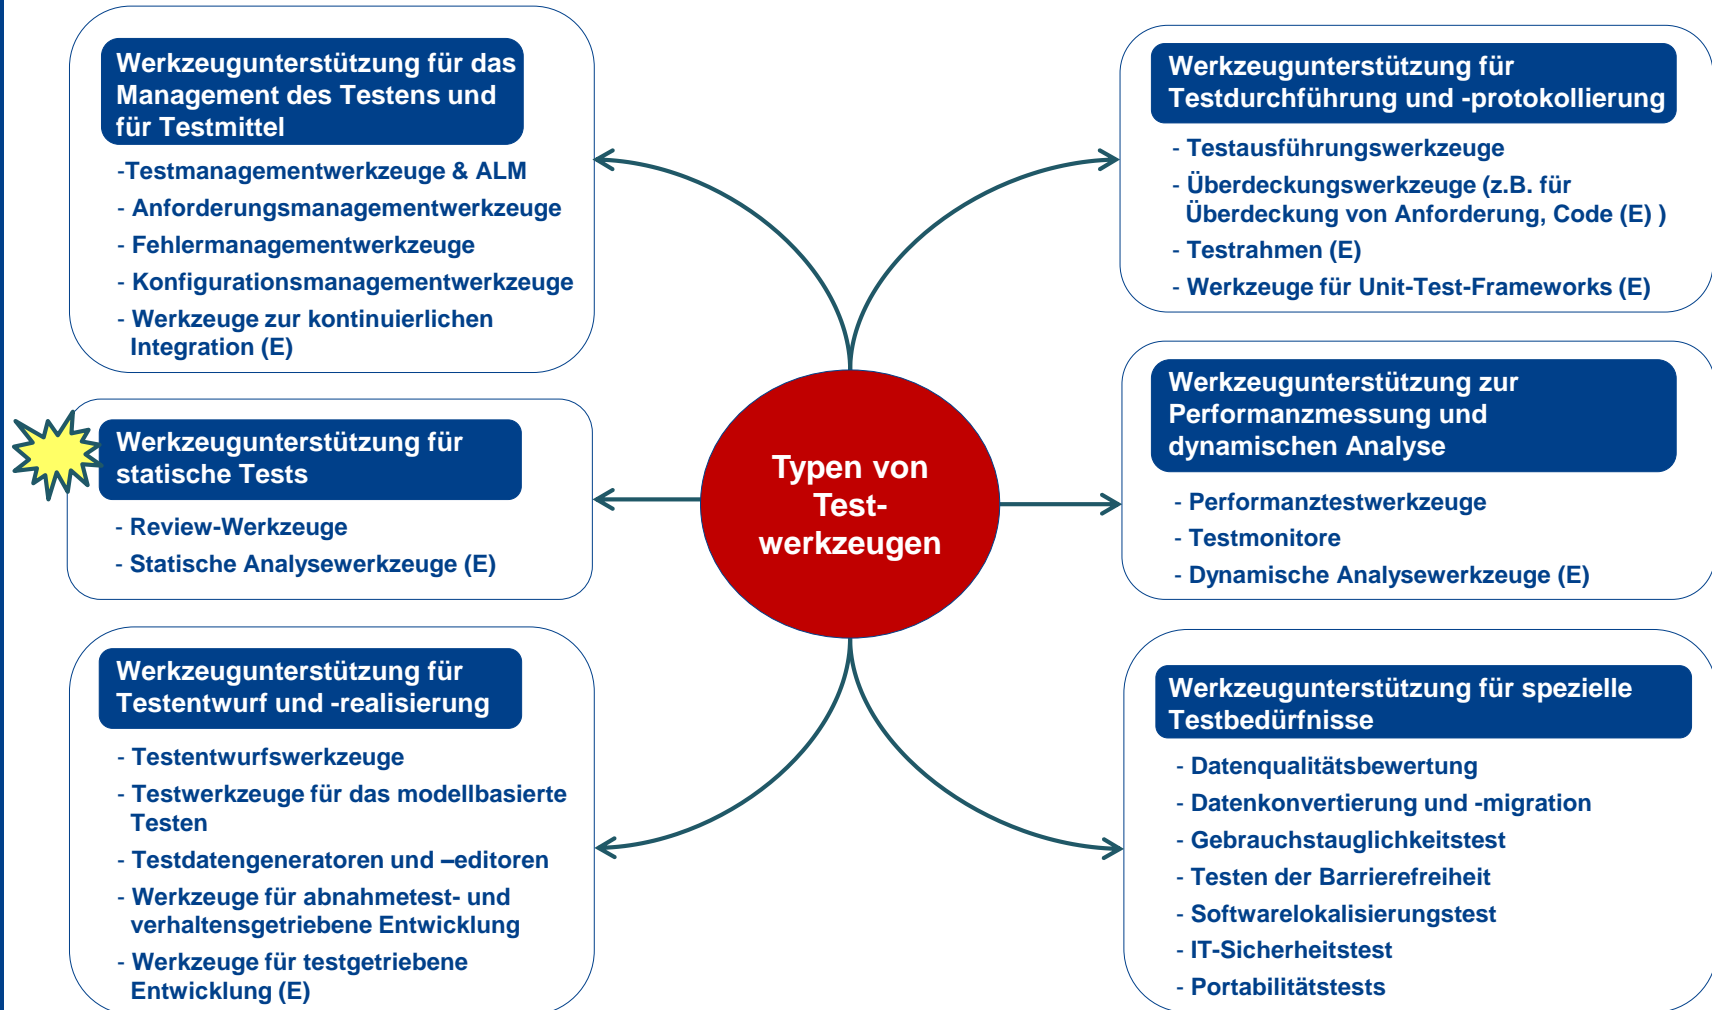 Werkzeugunterstützung für das
Management des Testens und
für Testmittel
-Testmanagementwerkzeuge & ALM
- Anforderungsmanagementwerkzeuge
- Fehlermanagementwerkzeuge
- Konfigurationsmanagementwerkzeuge
- Werkzeuge zur kontinuierlichen
Integration (E)
Werkzeugunterstützung für
statische Tests
- Review-Werkzeuge
- Statische Analysewerkzeuge (E)
Werkzeugunterstützung für
Testentwurf und -realisierung
- Testentwurfswerkzeuge
- Testwerkzeuge für das modellbasierte
Testen
- Testdatengeneratoren und –editoren
- Werkzeuge für abnahmetest- und
verhaltensgetriebene Entwicklung
- Werkzeuge für testgetriebene
Entwicklung (E)
Typen von
Test-
werkzeugen
Werkzeugunterstützung für
Testdurchführung und -protokollierung
- Testausführungswerkzeuge
- Überdeckungswerkzeuge (z.B. für
Überdeckung von Anforderung, Code (E) )
- Testrahmen (E)
- Werkzeuge für Unit-Test-Frameworks (E)
Werkzeugunterstützung zur
Performanzmessung und
dynamischen Analyse
- Performanztestwerkzeuge
- Testmonitore
- Dynamische Analysewerkzeuge (E)
Werkzeugunterstützung für spezielle
Testbedürfnisse
- Datenqualitätsbewertung
- Datenkonvertierung und -migration
- Gebrauchstauglichkeitstest
- Testen der Barrierefreiheit
- Softwarelokalisierungstest
- IT-Sicherheitstest
- Portabilitätstests